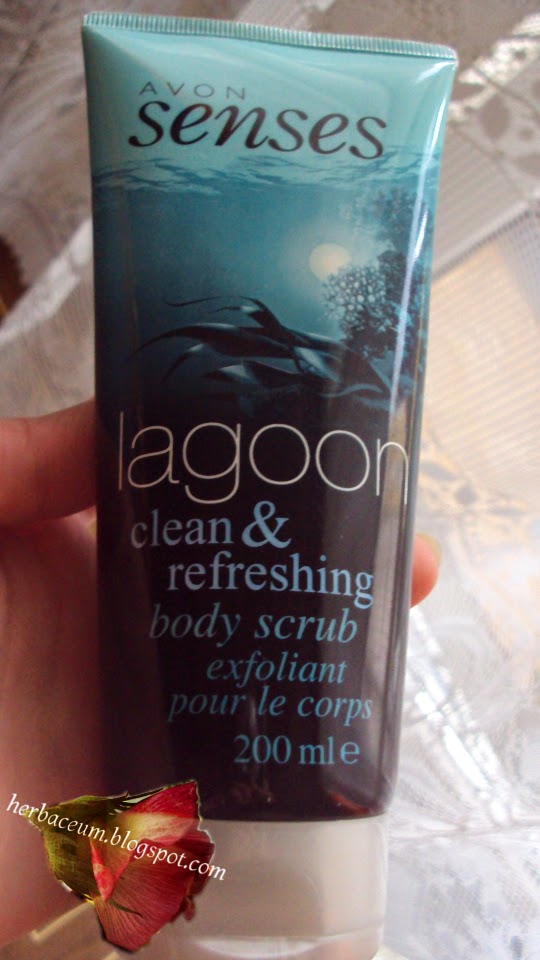 AVON
senses
lagoon
clean &
refreshing
body scrub
exfoliant
pour le corps
200 ml e
herbaceum.blogspot.com